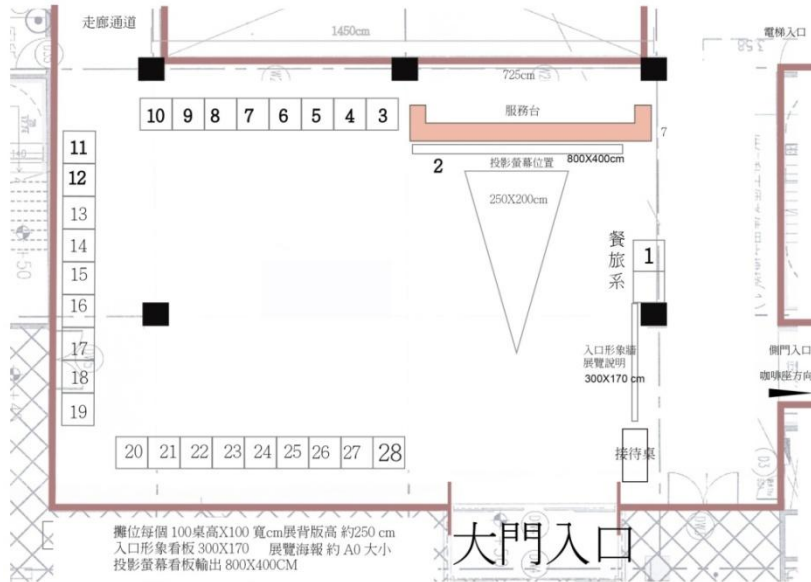 走廊通道
1450cm
電梯入口
725cm
服務台
10 9 8 7 6 5 4 3
7
2
投影螢幕位置
800X400cm
250X200cm
11
12
13
14
15
16
17
18
19
餐旅系
1
入口形象牆
展覽說明
300X170 cm
側門入口
咖啡座方向
接待桌
20 21 22 23 24 25 26 27 28
大門入口
攤位每個 100桌高X100 寬cm展背版高 約250 cm
入口形象看板 300X170 展覽海報 約 A0 大小
投影螢幕看板輸出 800X400CM